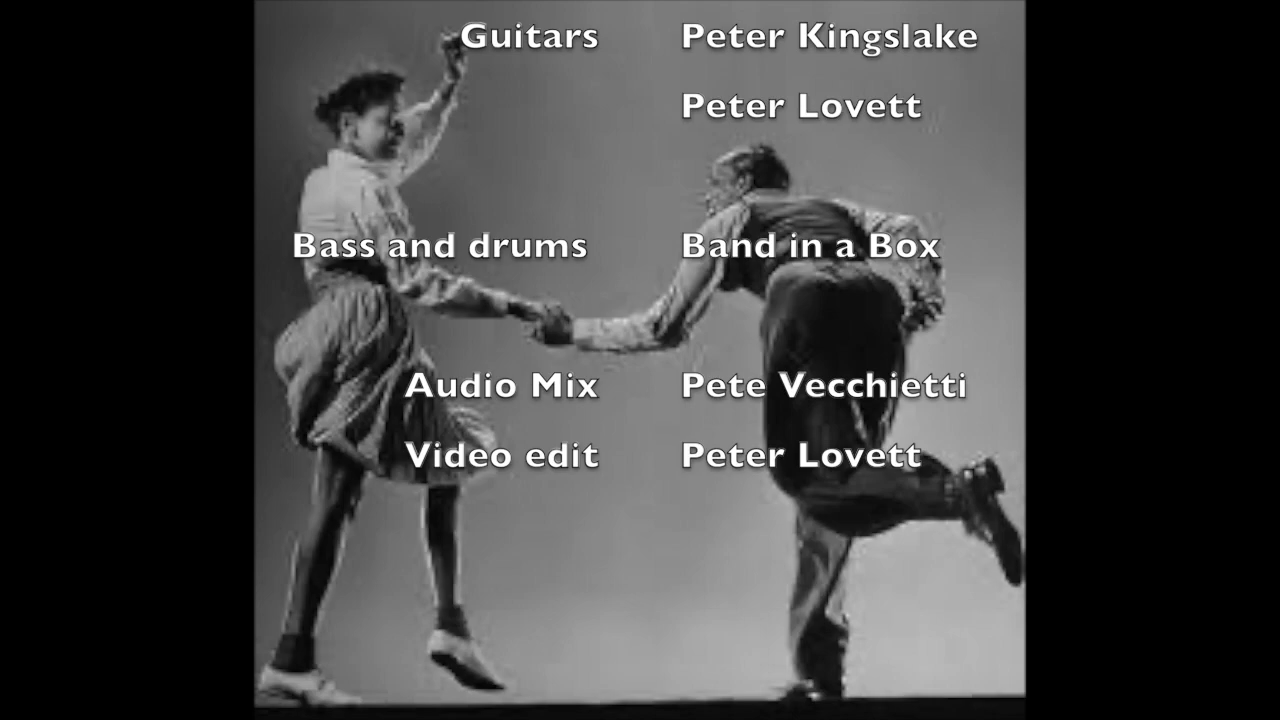 Guitars Peter Kingslake
Peter Lovett
Bass and drums Band in a Box
Audio Mix Pete Vecchietti
Video edit Peter Lovett